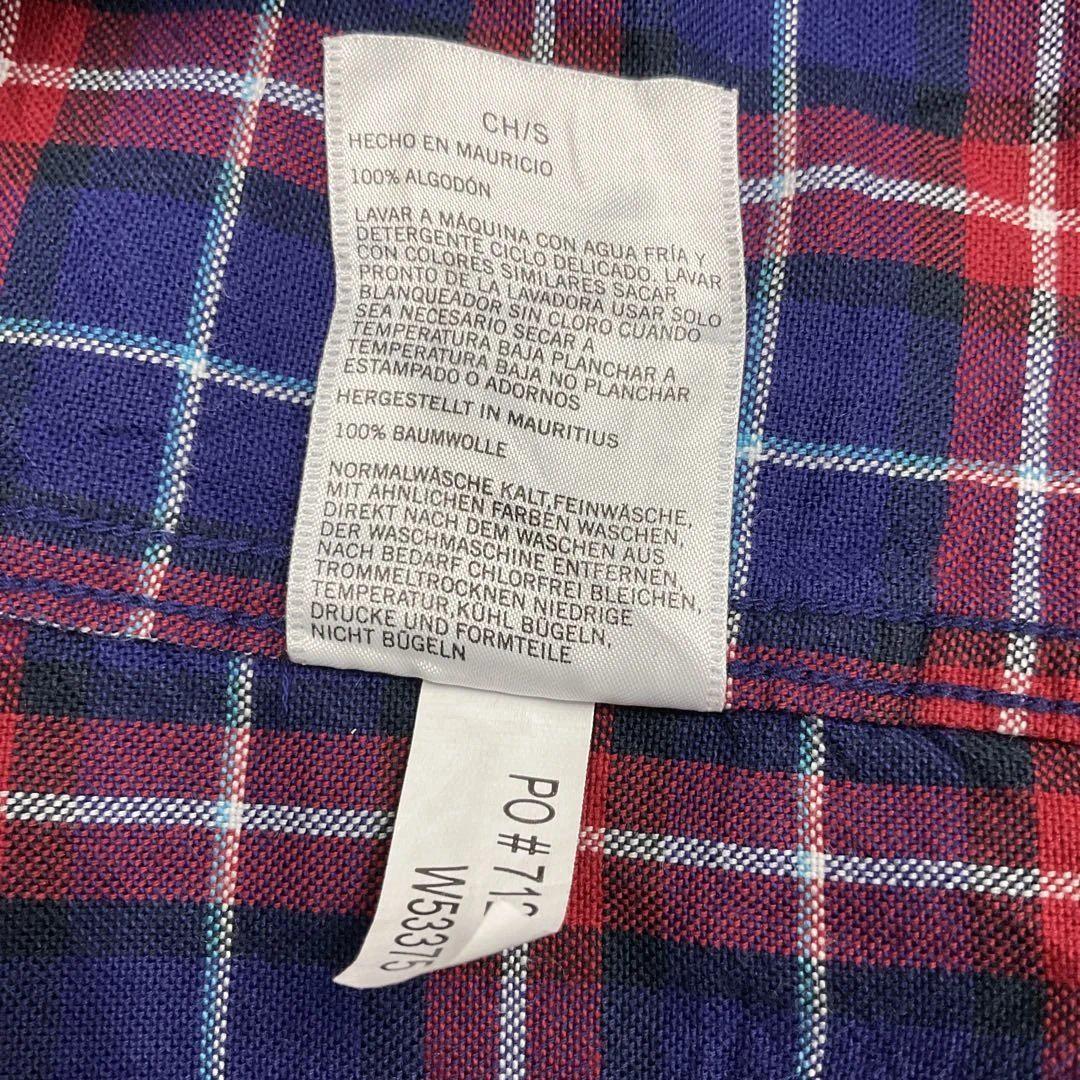 CH/S
HECHO EN MAURICIO
100% ALGODÓN
LAVAR A MÁQUINA CON AGUA FRÍA Y
DETERGENTE CICLO DELICADO, LAVAR
CON COLORES SIMILARES SACAR
PRONTO DE LA LAVADORA USAR SOLO
BLANQUEADOR SIN CLORO CUANDO
SEA NECESARIO SECAR A
TEMPERATURA BAJA PLANCHAR A
TEMPERATURA BAJA NO PLANCHAR
ESTAMPADO O ADORNOS
HERGESTELLT IN MAURITIUS
100% BAUMWOLLE
NORMALWÄSCHE KALT,FEINWÄSCHE,
MIT ÄHNLICHEN FARBEN WASCHEN,
DIREKT NACH DEM WASCHEN AUS
DER WASCHMASCHINE ENTFERNEN,
NACH BEDARF CHLORFREI BLEICHEN,
TROMMELTROCKNEN NIEDRIGE
TEMPERATUR,KÜHL BÜGELN,
DRUCKE UND FORMTEILE
NICHT BÜGELN
PO#71
W53375